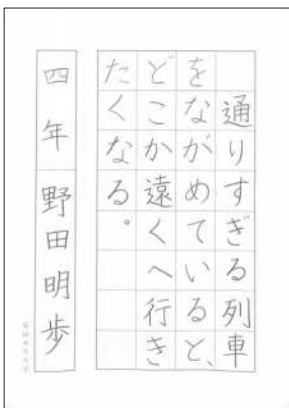 通りすぎる列車
をながめていると、
どこか遠くへ行き
たくなる。
四年 野田明歩